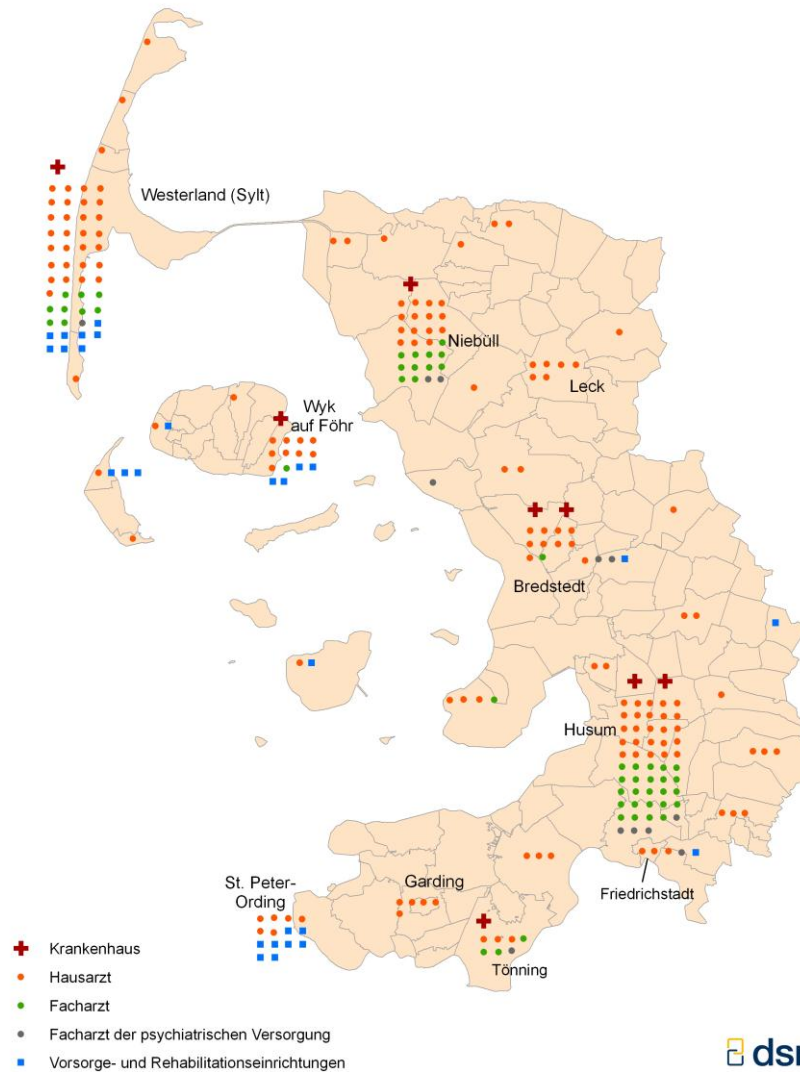 Westerland (Sylt)
Niebüll
Leck
Wyk
auf Föhr
Bredstedt
Husum
Friedrichstadt
St. Peter-
Ording
Garding
Tönning
Krankenhaus
Hausarzt
Facharzt
Facharzt der psychiatrischen Versorgung
Vorsorge- und Rehabilitationseinrichtungen